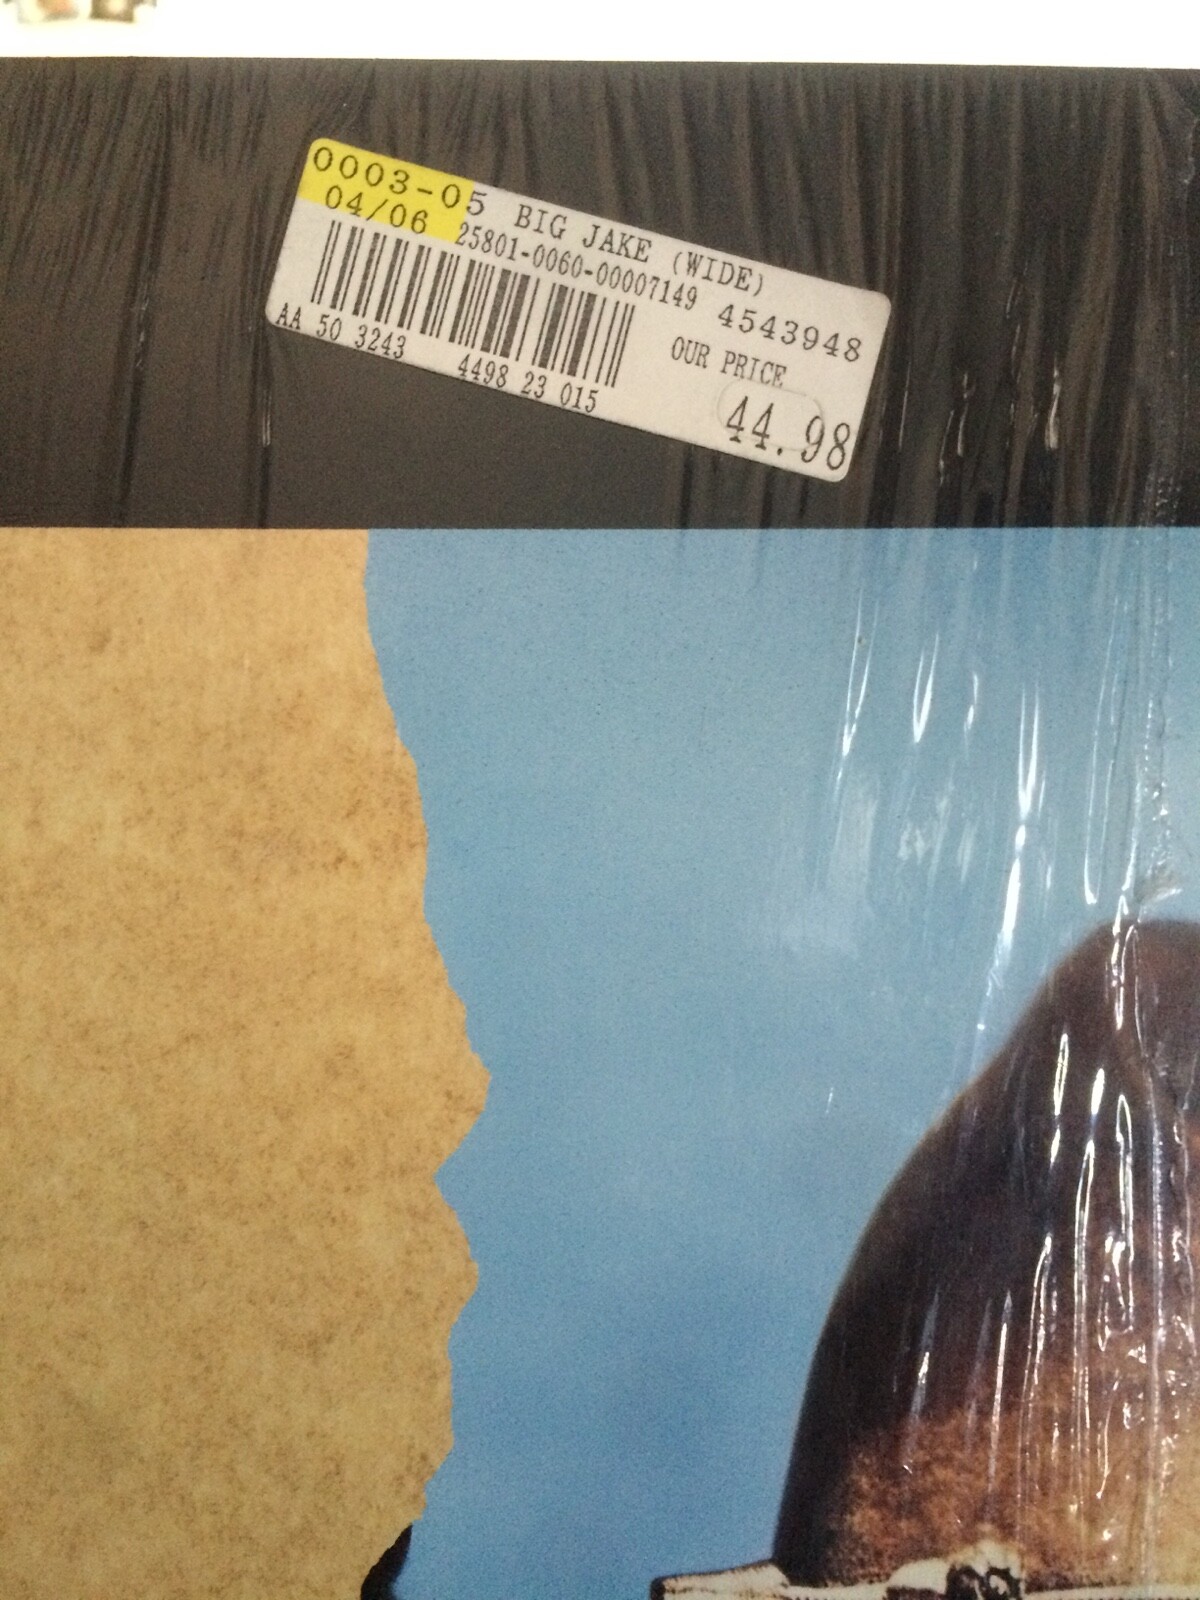 0003-05 BIG JAKE (WIDE)
04/06 25801-0060-00007149 4543948
OUR PRICE
AA 50 3243 4498 23 015
44.98